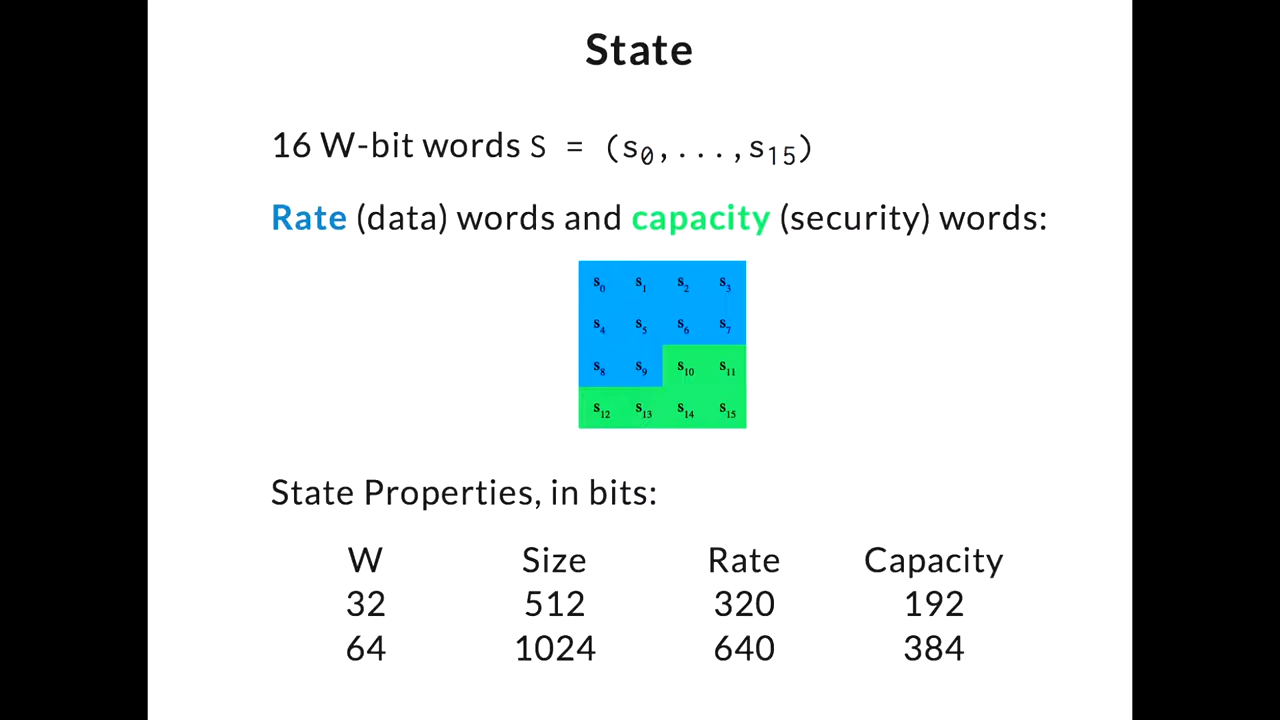 State
16 W-bit words S = (s₀,...,s₁₅)
Rate (data) words and capacity (security) words:
s₀ s₁ s₂ s₃
s₄ s₅ s₆ s₇
s₈ s₉ s₁₀ s₁₁
s₁₂ s₁₃ s₁₄ s₁₅
State Properties, in bits:
W Size Rate Capacity
32 512 320 192
64 1024 640 384